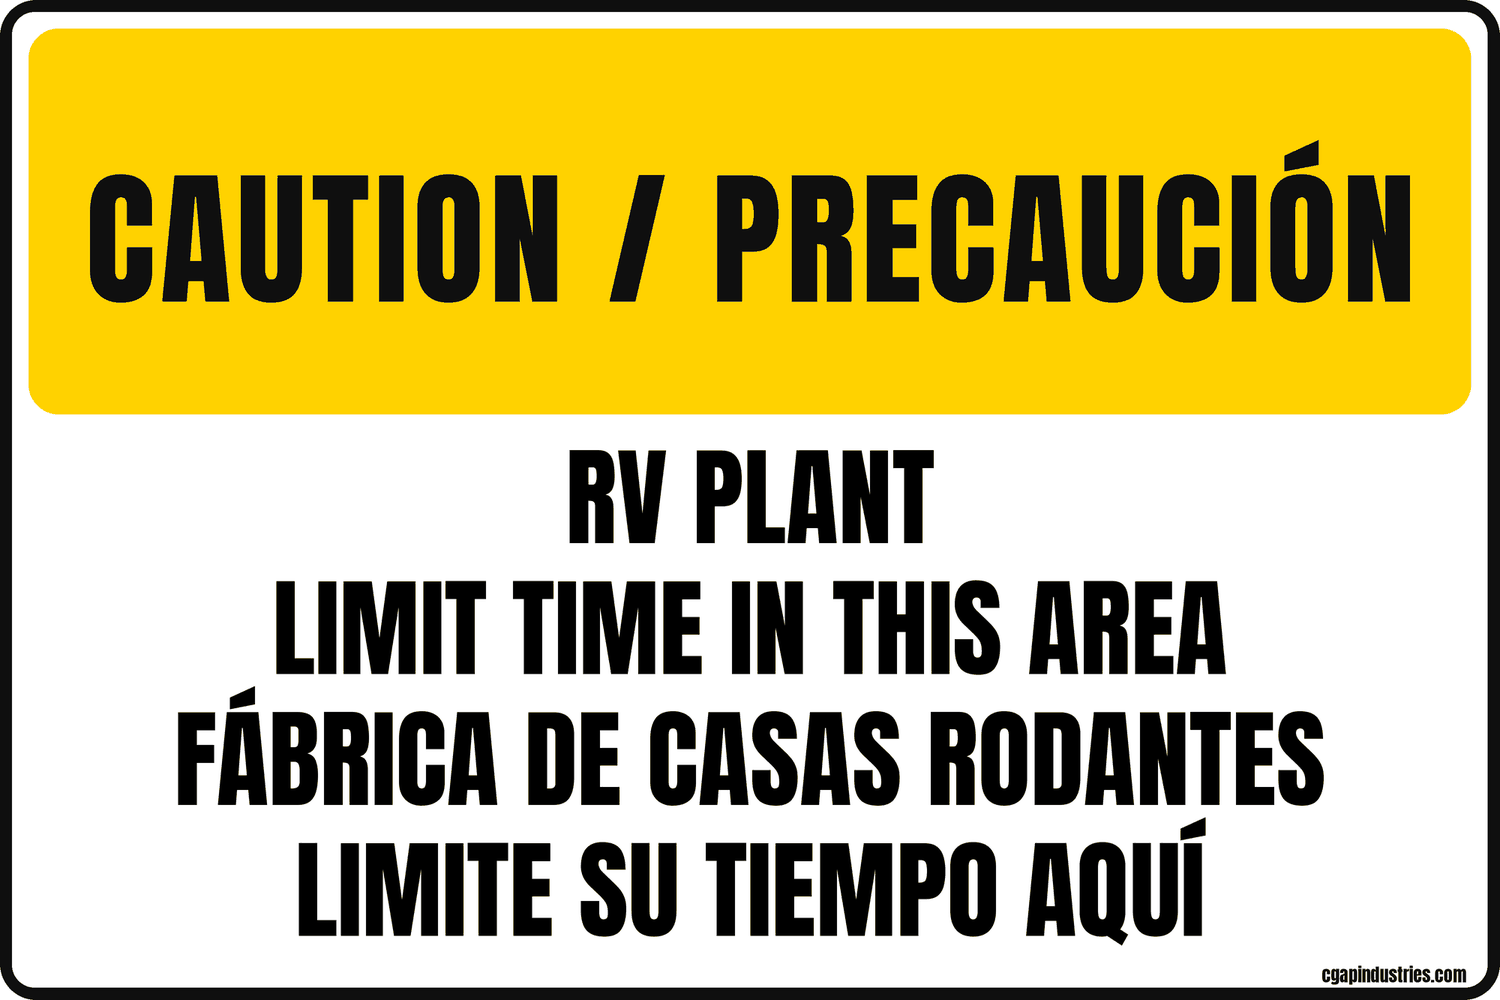 CAUTION / PRECAUCIÓN
RV PLANT
LIMIT TIME IN THIS AREA
FÁBRICA DE CASAS RODANTES
LIMITE SU TIEMPO AQUÍ
cgapindustries.com